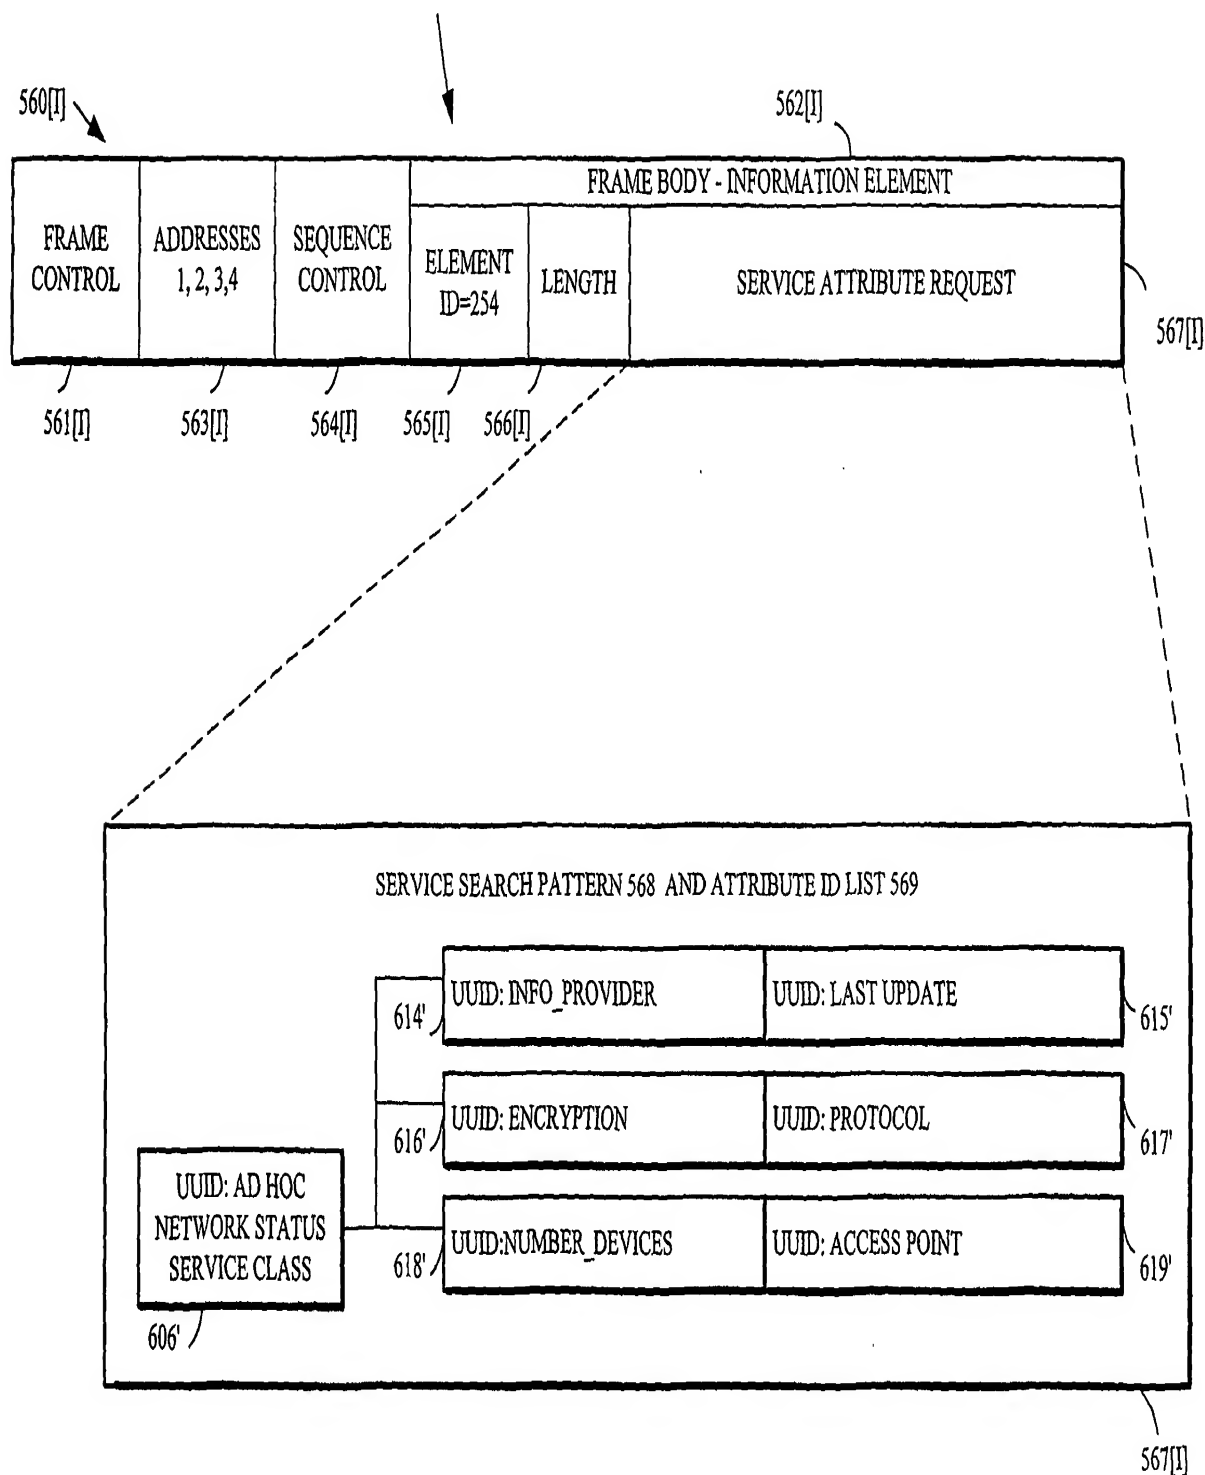 560[I]
562[I]
FRAME BODY - INFORMATION ELEMENT
FRAME
CONTROL
ADDRESSES
1, 2, 3,4
SEQUENCE
CONTROL
ELEMENT
ID=254
LENGTH
SERVICE ATTRIBUTE REQUEST
567[I]
561[I]
563[I]
564[I]
565[I]
566[I]
SERVICE SEARCH PATTERN 568 AND ATTRIBUTE ID LIST 569
614'
UUID: INFO_PROVIDER
UUID: LAST UPDATE
615'
616'
UUID: ENCRYPTION
UUID: PROTOCOL
617'
UUID: AD HOC
NETWORK STATUS
SERVICE CLASS
606'
618'
UUID:NUMBER_DEVICES
UUID: ACCESS POINT
619'
567[I]